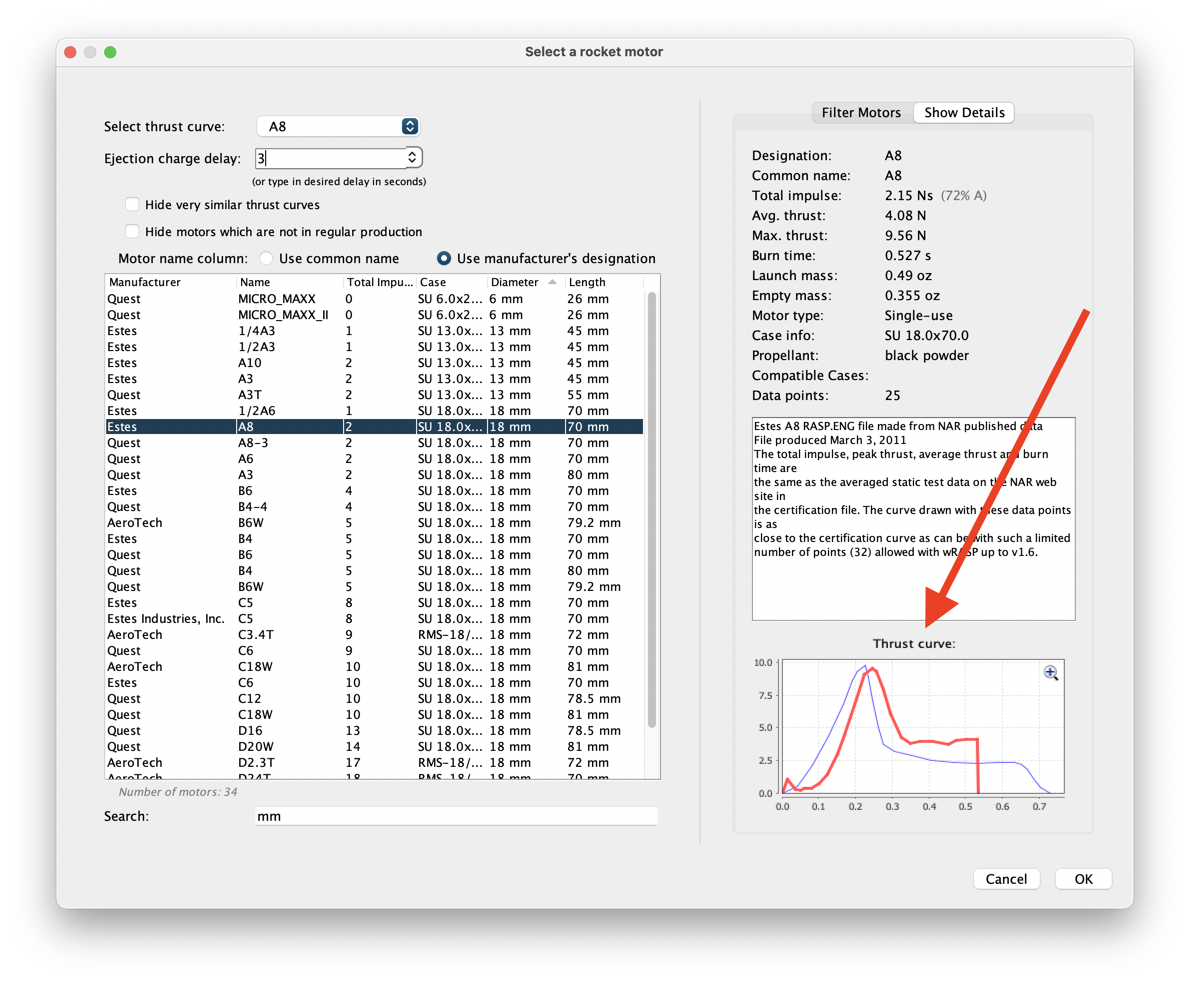 Select a rocket motor
Select thrust curve: A8
Ejection charge delay: 3
(or type in desired delay in seconds)
Hide very similar thrust curves
Hide motors which are not in regular production
Motor name column: Use common name Use manufacturer's designation
Manufacturer Name Total Impu... Case Diameter Length
Quest MICRO_MAXX 0 SU 6.0x2... 6 mm 26 mm
Quest MICRO_MAXX_II 0 SU 6.0x2... 6 mm 26 mm
Estes 1/4A3 1 SU 13.0x... 13 mm 45 mm
Estes 1/2A3 1 SU 13.0x... 13 mm 45 mm
Estes A10 2 SU 13.0x... 13 mm 45 mm
Estes A3 2 SU 13.0x... 13 mm 45 mm
Quest A3T 2 SU 13.0x... 13 mm 55 mm
Estes 1/2A6 1 SU 18.0x... 18 mm 70 mm
Estes A8 2 SU 18.0x... 18 mm 70 mm
Quest A8-3 2 SU 18.0x... 18 mm 70 mm
Quest A6 2 SU 18.0x... 18 mm 70 mm
Quest A3 2 SU 18.0x... 18 mm 80 mm
Estes B6 4 SU 18.0x... 18 mm 70 mm
Quest B4-4 4 SU 18.0x... 18 mm 70 mm
AeroTech B6W 5 SU 18.0x... 18 mm 79.2 mm
Estes B4 5 SU 18.0x... 18 mm 70 mm
Quest B6 5 SU 18.0x... 18 mm 70 mm
Quest B4 5 SU 18.0x... 18 mm 80 mm
Quest B6W 5 SU 18.0x... 18 mm 79.2 mm
Estes C5 8 SU 18.0x... 18 mm 70 mm
Estes Industries, Inc. C5 8 SU 18.0x... 18 mm 70 mm
AeroTech C3.4T 9 RMS-18/... 18 mm 72 mm
Quest C6 9 SU 18.0x... 18 mm 70 mm
AeroTech C18W 10 SU 18.0x... 18 mm 81 mm
Estes C6 10 SU 18.0x... 18 mm 70 mm
Quest C12 10 SU 18.0x... 18 mm 78.5 mm
Quest C18W 10 SU 18.0x... 18 mm 81 mm
Quest D16 13 SU 18.0x... 18 mm 78.5 mm
Quest D20W 14 SU 18.0x... 18 mm 81 mm
AeroTech D2.3T 17 RMS-18/... 18 mm 72 mm
AeroTech D24T 18 RMS-18/... 18 mm 70 mm
Number of motors: 34
Search: mm
Filter Motors Show Details
Designation: A8
Common name: A8
Total impulse: 2.15 Ns (72% A)
Avg. thrust: 4.08 N
Max. thrust: 9.56 N
Burn time: 0.527 s
Launch mass: 0.49 oz
Empty mass: 0.355 oz
Motor type: Single-use
Case info: SU 18.0x70.0
Propellant: black powder
Compatible Cases:
Data points: 25
Estes A8 RASP.ENG file made from NAR published data
File produced March 3, 2011
The total impulse, peak thrust, average thrust and burn
time are
the same as the averaged static test data on the NAR web
site in
the certification file. The curve drawn with these data points
is as
close to the certification curve as can be with such a limited
number of points (32) allowed with wRASP up to v1.6.
Thrust curve:
10.0
7.5
5.0
2.5
0.0
0.0 0.1 0.2 0.3 0.4 0.5 0.6 0.7
Cancel OK